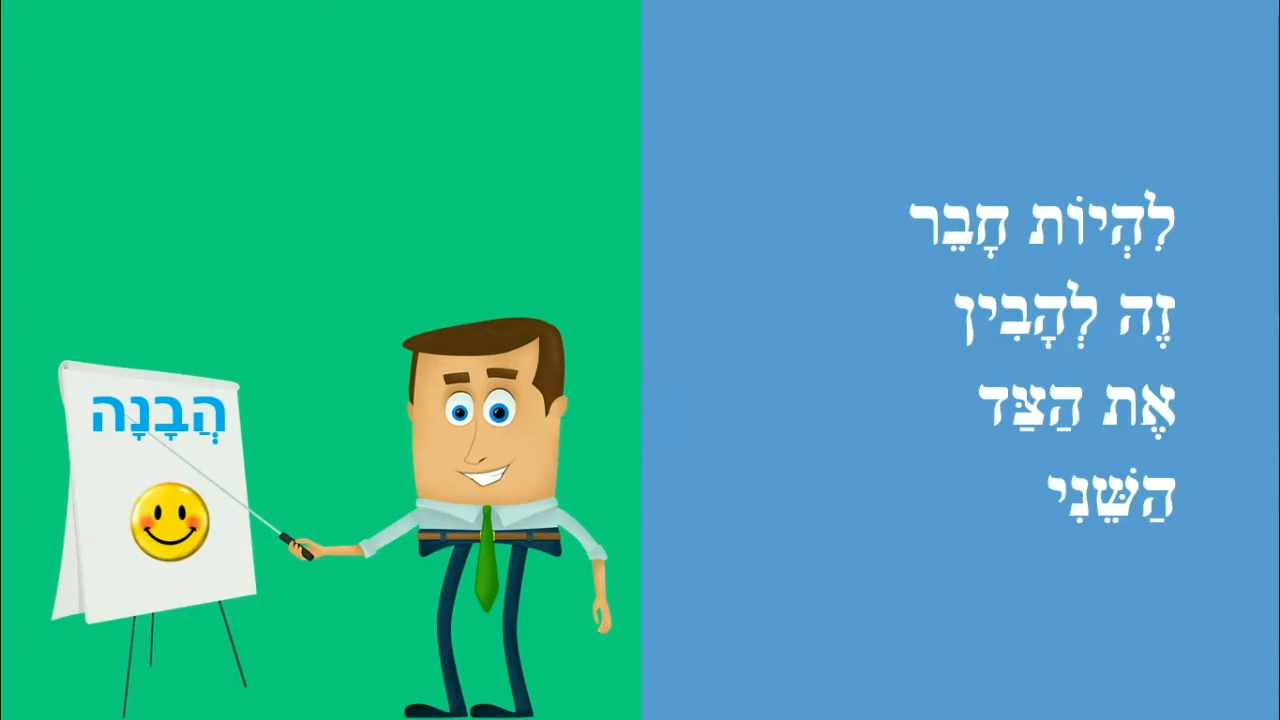 לִהְיוֹת חָבֵר
זֶה לְהָבִין
אֶת הַצַּד
הַשֵּׁנִי
הֲבָנָה